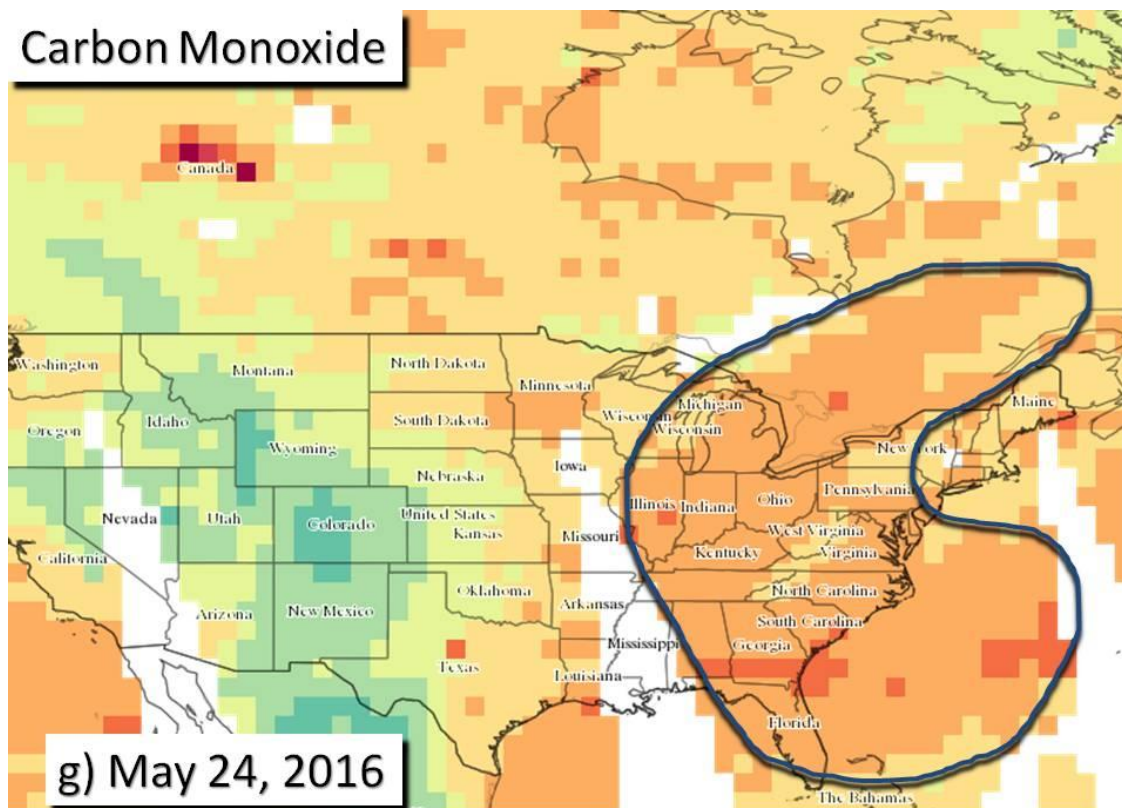 Carbon Monoxide
Canada
Washington
Montana
North Dakota
Minnesota
Maine
Oregon
Idaho
Wyoming
South Dakota
Wisconsin
Michigan
Wisconsin
New York
Nevada
Utah
Colorado
Nebraska
United States
Kansas
Iowa
Missouri
Illinois
Indiana
Ohio
Pennsylvania
West Virginia
Virginia
Kentucky
California
Arizona
New Mexico
Oklahoma
Arkansas
North Carolina
South Carolina
Mississippi
Georgia
Texas
Louisiana
Florida
The Bahamas
g) May 24, 2016